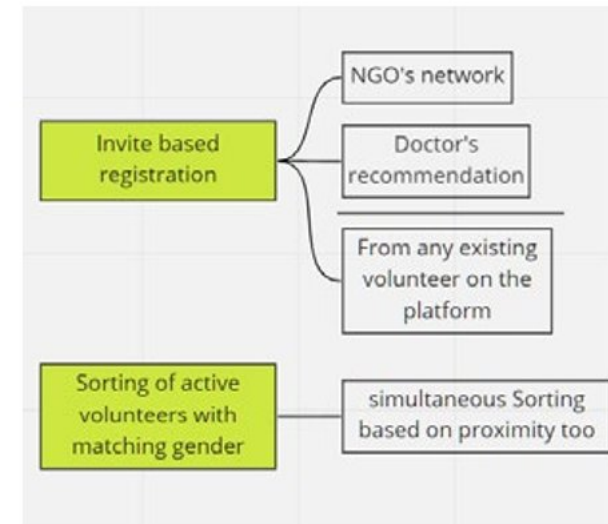 NGO's network
Invite based
registration
Doctor's
recommendation
From any existing
volunteer on the
platform
Sorting of active
volunteers with
matching gender
simultaneous Sorting
based on proximity too